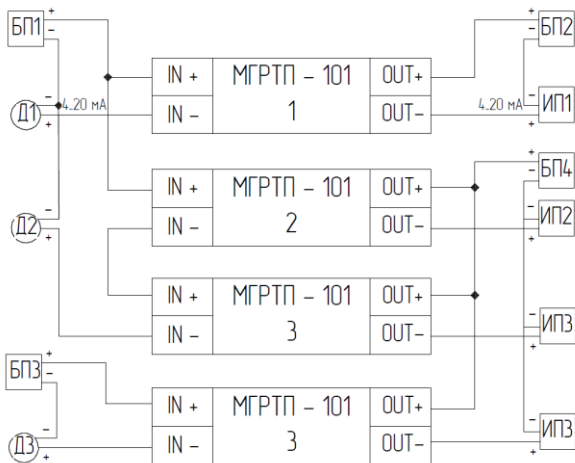 БП1 + -
БП2 + -
IN + МГРТП - 101 OUT+
IN - 1 OUT-
Д1 - + 4..20 мА
4..20 мА - + ИП1
БП4 + -
IN + МГРТП - 101 OUT+
IN - 2 OUT-
Д2 - +
ИП2 - +
IN + МГРТП - 101 OUT+
IN - 3 OUT-
ИП3 - +
БП3 + -
IN + МГРТП - 101 OUT+
IN - 3 OUT-
Д3 - +
ИП3 - +